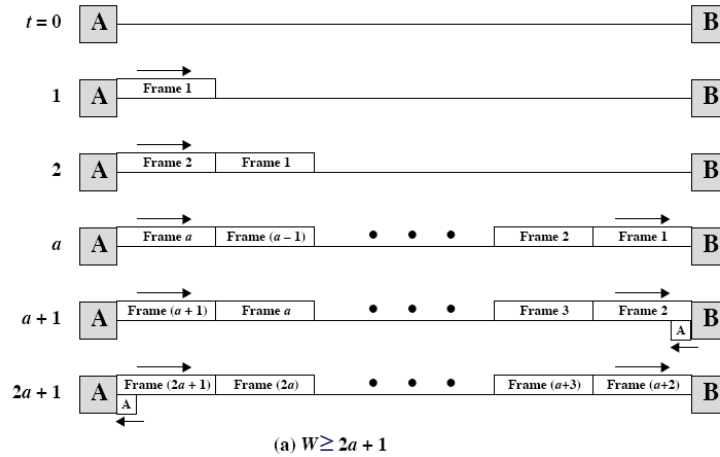 t = 0 A B
1 A Frame 1 B
2 A Frame 2 Frame 1 B
a A Frame a Frame (a – 1) • • • Frame 2 Frame 1 B
a + 1 A Frame (a + 1) Frame a • • • Frame 3 Frame 2 B
A
2a + 1 A Frame (2a + 1) Frame (2a) • • • Frame (a+3) Frame (a+2) B
A
(a) W ≥ 2a + 1